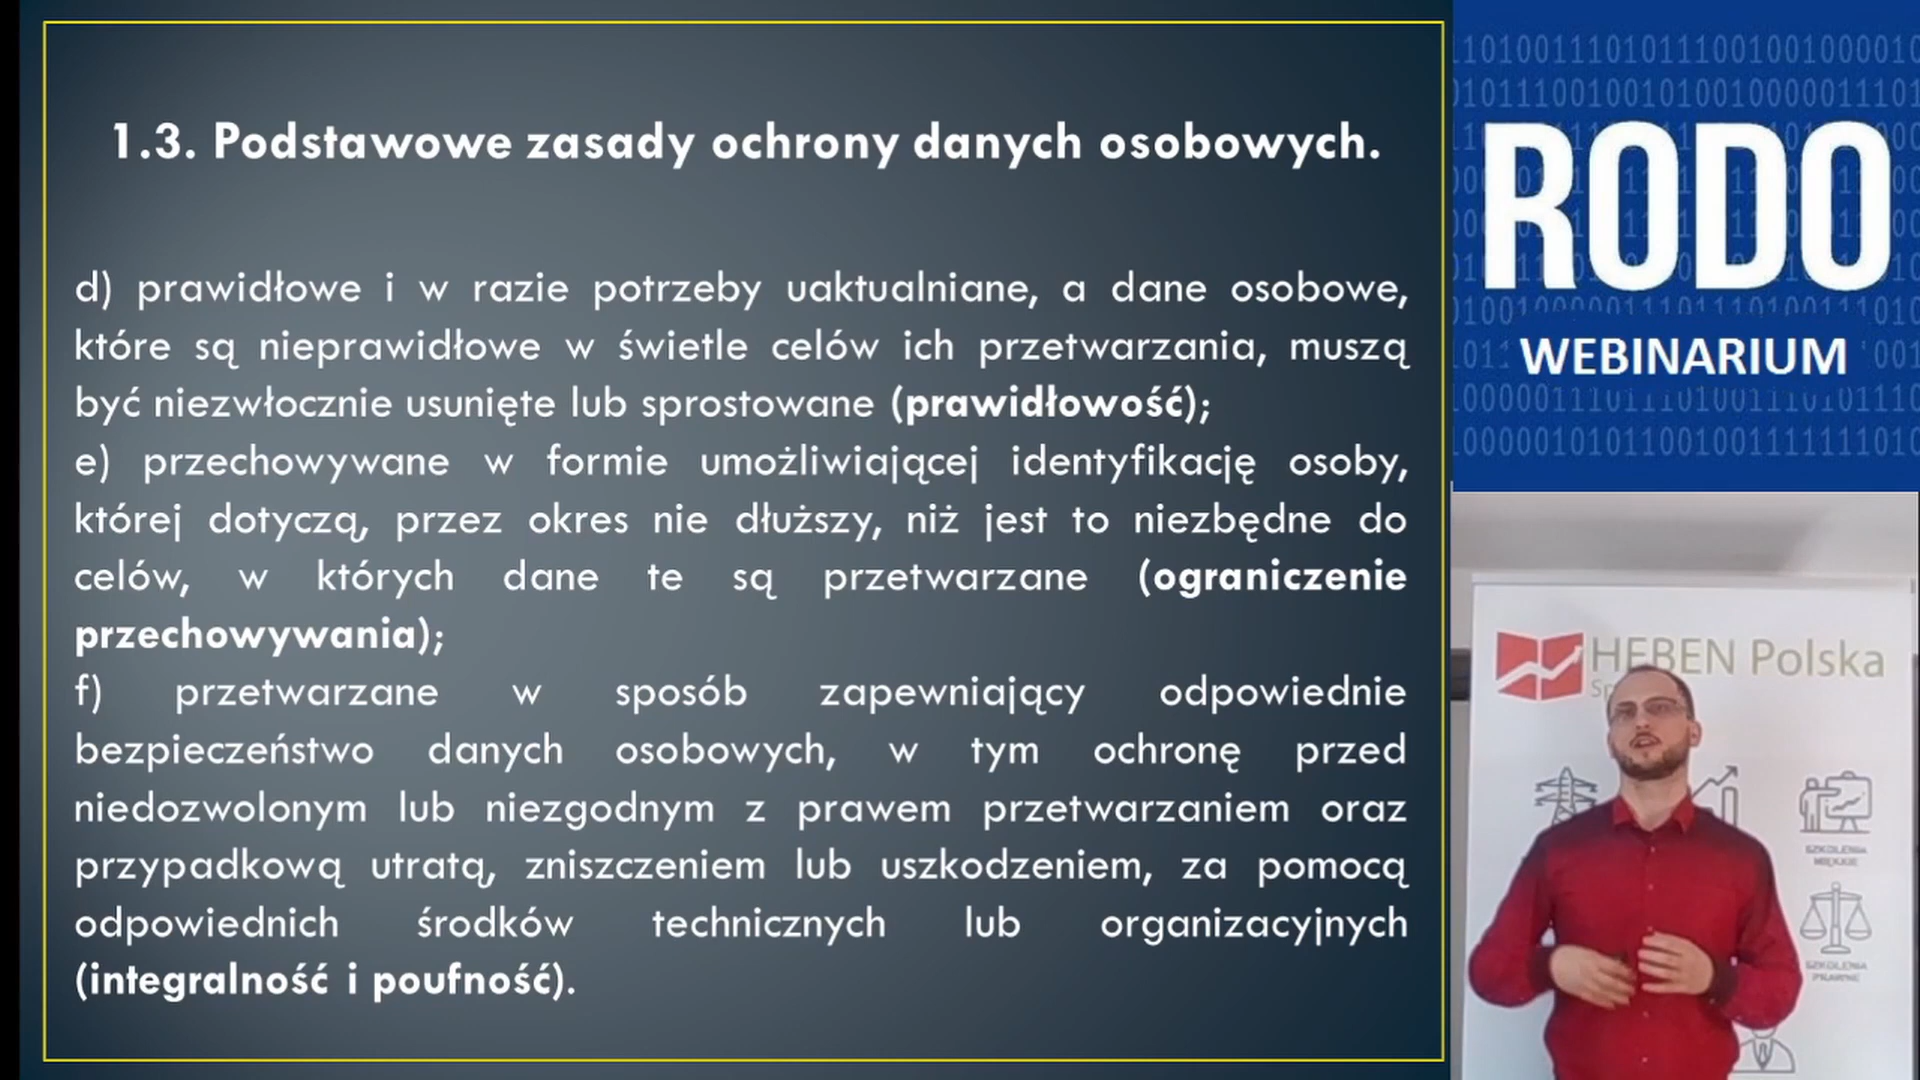 1.3. Podstawowe zasady ochrony danych osobowych.
d) prawidłowe i w razie potrzeby uaktualniane, a dane osobowe,
które są nieprawidłowe w świetle celów ich przetwarzania, muszą
być niezwłocznie usunięte lub sprostowane (prawidłowość);
e) przechowywane w formie umożliwiającej identyfikację osoby,
której dotyczą, przez okres nie dłuższy, niż jest to niezbędne do
celów, w których dane te są przetwarzane (ograniczenie
przechowywania);
f) przetwarzane w sposób zapewniający odpowiednie
bezpieczeństwo danych osobowych, w tym ochronę przed
niedozwolonym lub niezgodnym z prawem przetwarzaniem oraz
przypadkową utratą, zniszczeniem lub uszkodzeniem, za pomocą
odpowiednich środków technicznych lub organizacyjnych
(integralność i poufność).
RODO
WEBINARIUM
HEBEN Polska
SZKOLENIA
MIĘKKIE
SZKOLENIA
PRAWNE